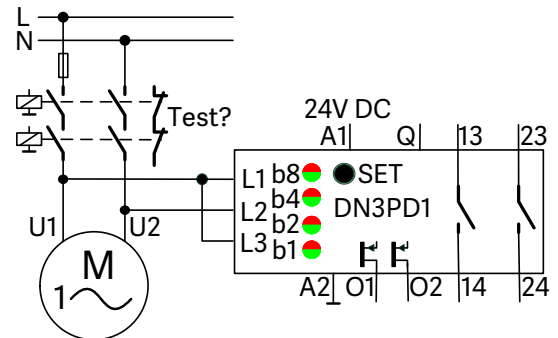 L
N
Test?
24V DC
A1 Q 13 23
L1 b8 SET
b4
L2 DN3PD1
b2
L3
b1
U1 U2
M
1
A2 O1 O2 14 24